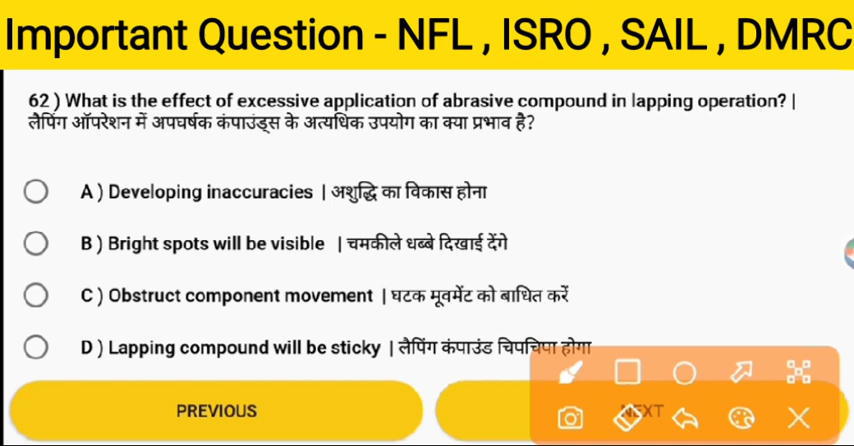 Important Question - NFL , ISRO , SAIL , DMRC
62 ) What is the effect of excessive application of abrasive compound in lapping operation? |
लैपिंग ऑपरेशन में अपघर्षक कंपाउंड्स के अत्यधिक उपयोग का क्या प्रभाव है?
A ) Developing inaccuracies | अशुद्धि का विकास होना
B ) Bright spots will be visible | चमकीले धब्बे दिखाई देंगे
C ) Obstruct component movement | घटक मूवमेंट को बाधित करें
D ) Lapping compound will be sticky | लैपिंग कंपाउंड चिपचिपा होगा
PREVIOUS
NEXT